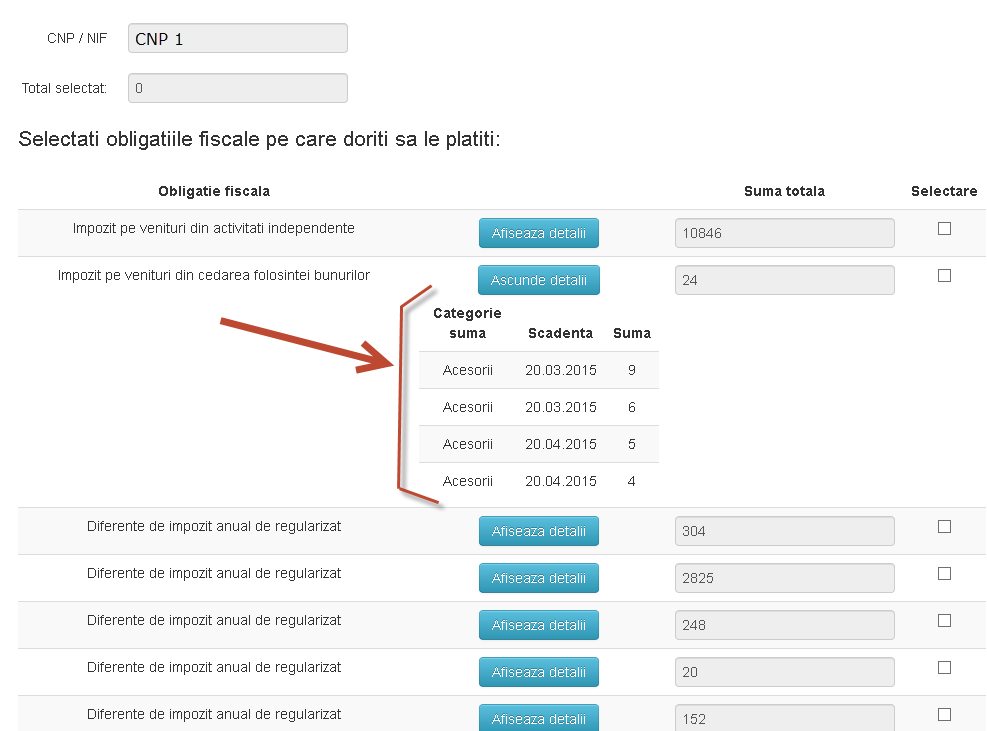 CNP / NIF CNP 1
Total selectat: 0
Selectati obligatiile fiscale pe care doriti sa le platiti:
Obligatie fiscala Suma totala Selectare
Impozit pe venituri din activitati independente Afiseaza detalii 10846
Impozit pe venituri din cedarea folosintei bunurilor Ascunde detalii 24
Categorie
suma Scadenta Suma
Acesorii 20.03.2015 9
Acesorii 20.03.2015 6
Acesorii 20.04.2015 5
Acesorii 20.04.2015 4
Diferente de impozit anual de regularizat Afiseaza detalii 304
Diferente de impozit anual de regularizat Afiseaza detalii 2825
Diferente de impozit anual de regularizat Afiseaza detalii 248
Diferente de impozit anual de regularizat Afiseaza detalii 20
Diferente de impozit anual de regularizat Afiseaza detalii 152